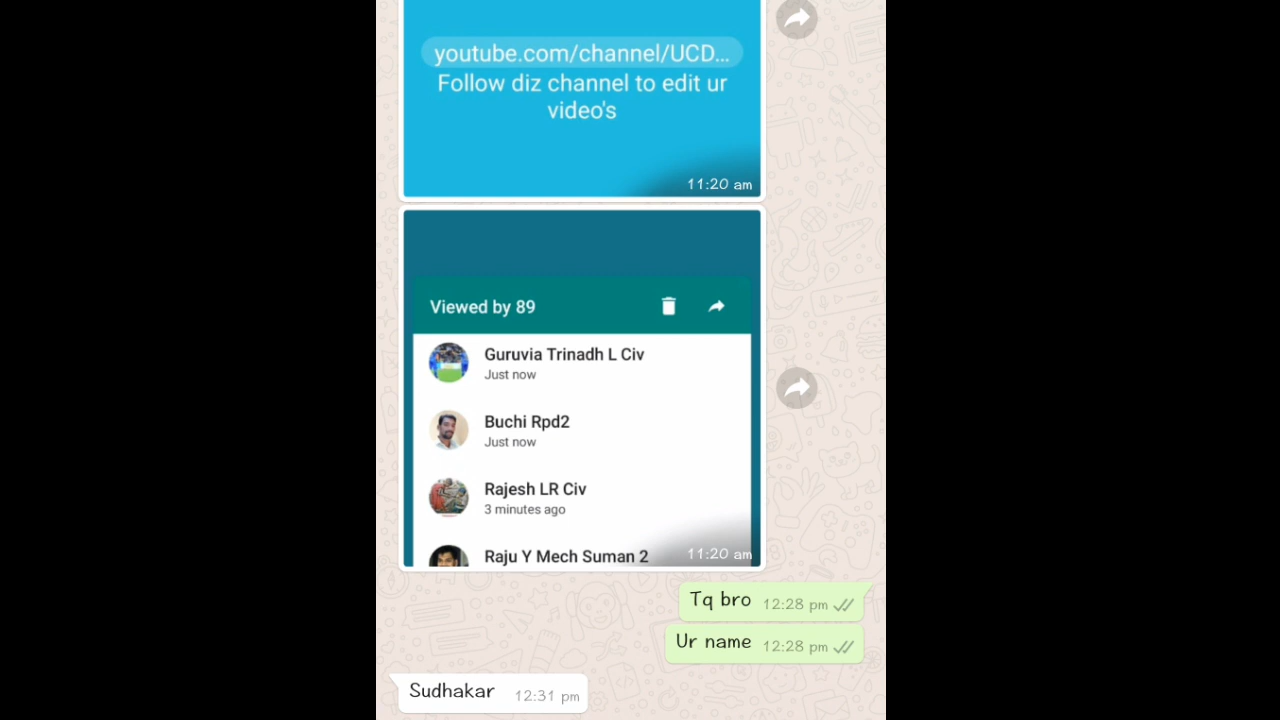 youtube.com/channel/UCD...
Follow diz channel to edit ur
video's
11:20 am
Viewed by 89
Guruvia Trinadh L Civ
Just now
Buchi Rpd2
Just now
Rajesh LR Civ
3 minutes ago
Raju Y Mech Suman 2
11:20 am
Tq bro 12:28 pm
Ur name 12:28 pm
Sudhakar 12:31 pm